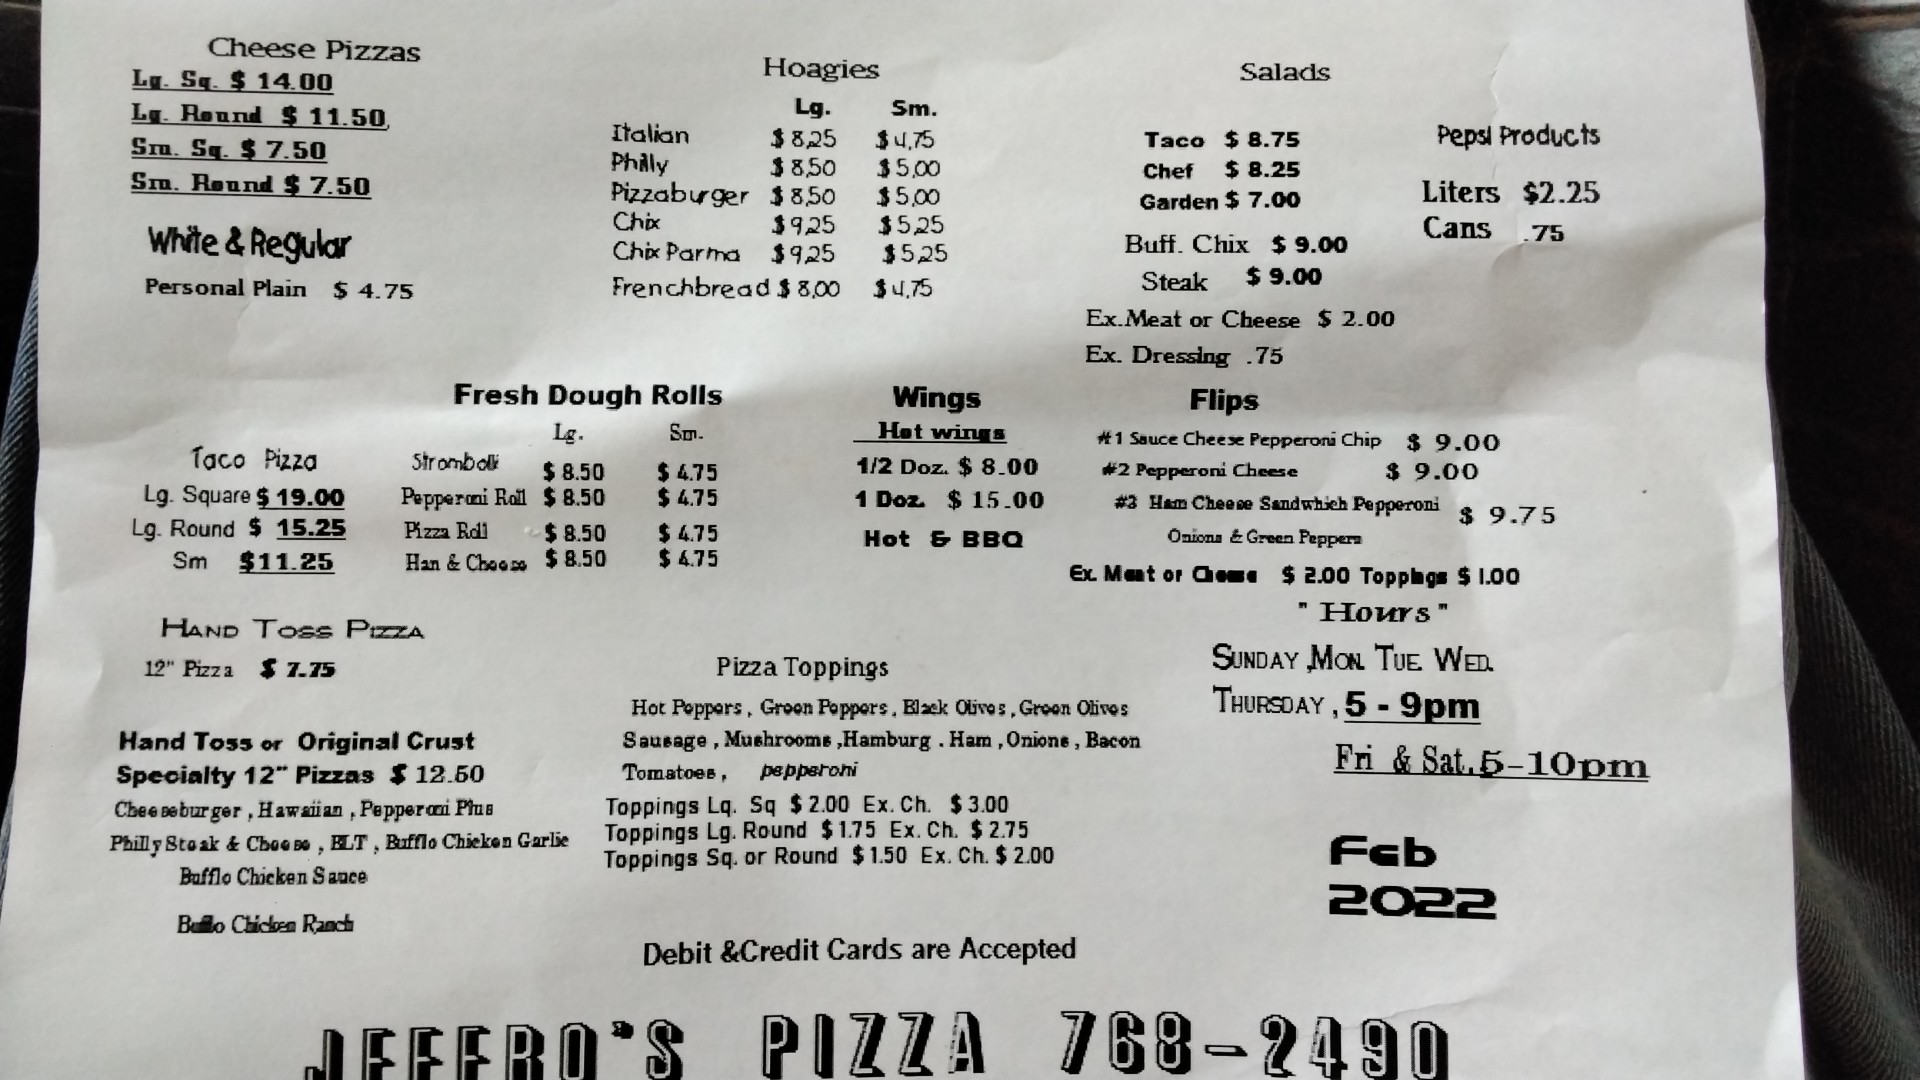 Cheese Pizzas
Lg. Sq. $ 14.00
Lg. Round $ 11.50
Sm. Sq. $ 7.50
Sm. Round $ 7.50
White & Regular
Personal Plain $ 4.75
Hoagies
Lg. Sm.
Italian $ 8.25 $ 4.75
Philly $ 8.50 $ 5.00
Pizzaburger $ 8.50 $ 5.00
Chix $ 9.25 $ 5.25
Chix Parma $ 9.25 $ 5.25
Frenchbread $ 8.00 $ 4.75
Salads
Taco $ 8.75
Chef $ 8.25
Garden $ 7.00
Buff. Chix $ 9.00
Steak $ 9.00
Ex.Meat or Cheese $ 2.00
Ex. Dressing .75
Pepsi Products
Liters $2.25
Cans .75
Taco Pizza
Lg. Square $ 19.00
Lg. Round $ 15.25
Sm $11.25
Fresh Dough Rolls
Lg. Sm.
Stromboli $ 8.50 $ 4.75
Pepperoni Roll $ 8.50 $ 4.75
Pizza Roll $ 8.50 $ 4.75
Han & Cheese $ 8.50 $ 4.75
Wings
Hot wings
1/2 Doz. $ 8.00
1 Doz. $ 15.00
Hot & BBQ
Flips
#1 Sauce Cheese Pepperoni Chip $ 9.00
#2 Pepperoni Cheese $ 9.00
#3 Ham Cheese Sandwhich Pepperoni $ 9.75
Onions & Green Peppers
Ex. Meat or Cheese $ 2.00 Toppings $ 1.00
Hand Toss Pizza
12" Pizza $ 7.75
Hand Toss or Original Crust
Specialty 12" Pizzas $ 12.50
Cheeseburger , Hawaiian , Pepperoni Plus
Philly Steak & Cheese , BLT , Bufflo Chicken Garlic
Bufflo Chicken Sauce
Bufflo Chicken Ranch
Pizza Toppings
Hot Peppers , Green Peppers , Black Olives , Green Olives
Sausage , Mushrooms ,Hamburg . Ham ,Onions , Bacon
Tomatoes , pepperoni
Toppings Lq. Sq $ 2.00 Ex. Ch. $ 3.00
Toppings Lg. Round $ 1.75 Ex. Ch. $ 2.75
Toppings Sq. or Round $ 1.50 Ex. Ch. $ 2.00
" Hours "
Sunday ,Mon. Tue. Wed.
Thursday , 5 - 9pm
Fri & Sat. 5-10pm
Feb
2022
Debit &Credit Cards are Accepted
JEFFRO'S PIZZA 768-2490